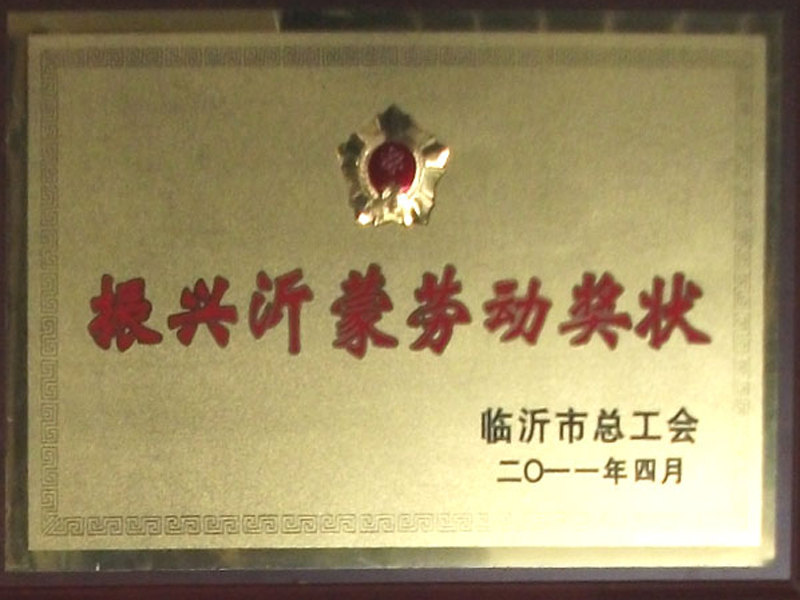 振兴沂蒙劳动奖状
临沂市总工会
二〇一一年四月